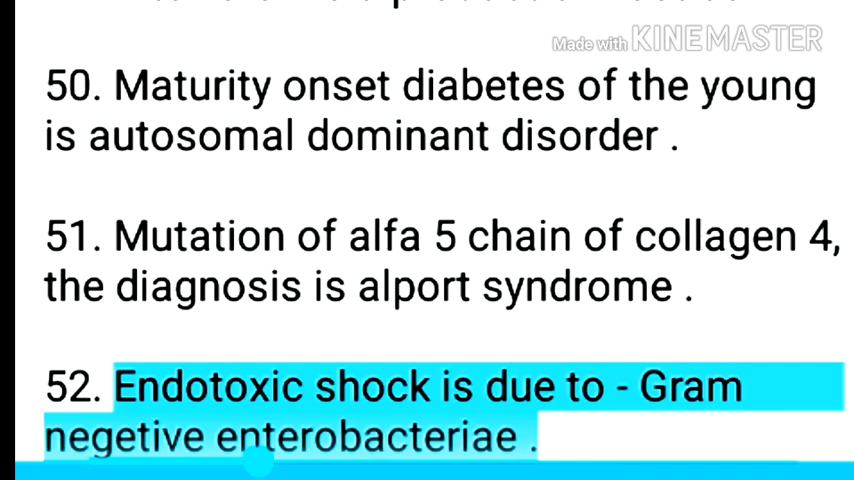 Made with KINEMASTER
50. Maturity onset diabetes of the young
is autosomal dominant disorder .
51. Mutation of alfa 5 chain of collagen 4,
the diagnosis is alport syndrome .
52. Endotoxic shock is due to - Gram
negetive enterobacteriae .